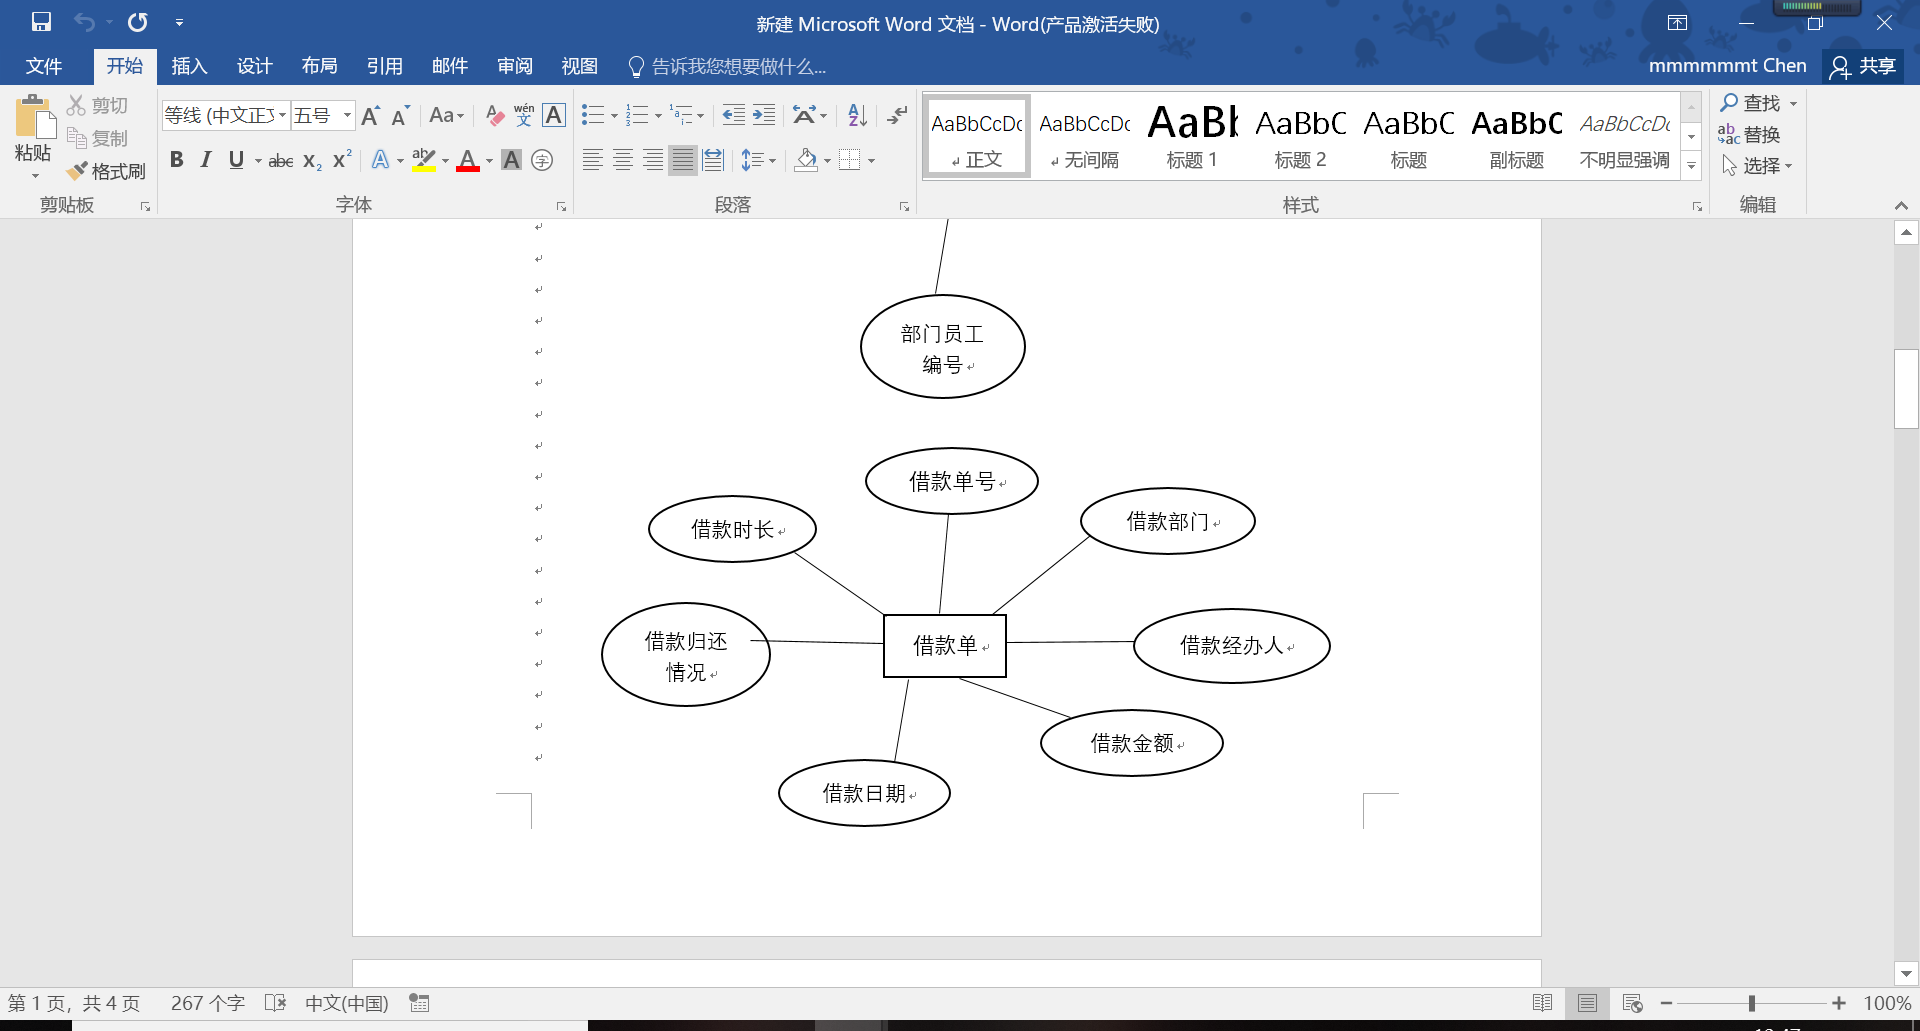 新建 Microsoft Word 文档 - Word(产品激活失败)
文件 开始 插入 设计 布局 引用 邮件 审阅 视图 告诉我您想要做什么... mmmmmmt Chen 共享
粘贴
剪切
复制
格式刷
剪贴板
等线 (中文正文 五号
wén
文
字体
段落
AaBbCcDd AaBbCcDd AaBb AaBbC AaBbC AaBbC AaBbCcDd
正文 无间隔 标题 1 标题 2 标题 副标题 不明显强调
样式
查找
替换
选择
编辑
部门员工
编号
借款单号
借款时长
借款部门
借款归还
情况
借款单
借款经办人
借款金额
借款日期
第 1 页，共 4 页 267 个字 中文(中国) 100%